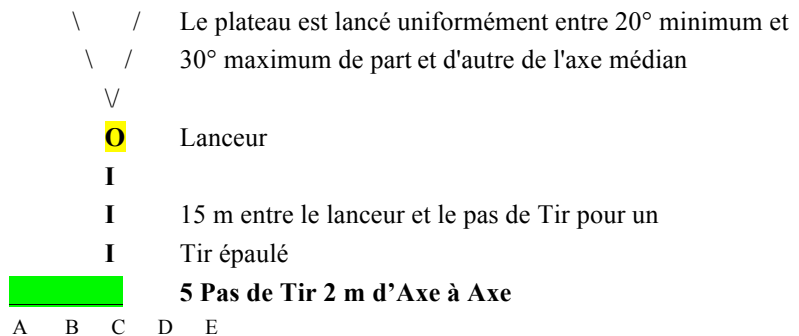 \ / Le plateau est lancé uniformément entre 20° minimum et
\ / 30° maximum de part et d'autre de l'axe médian
\/
O Lanceur
I
I 15 m entre le lanceur et le pas de Tir pour un
I Tir épaulé
5 Pas de Tir 2 m d’Axe à Axe
A B C D E